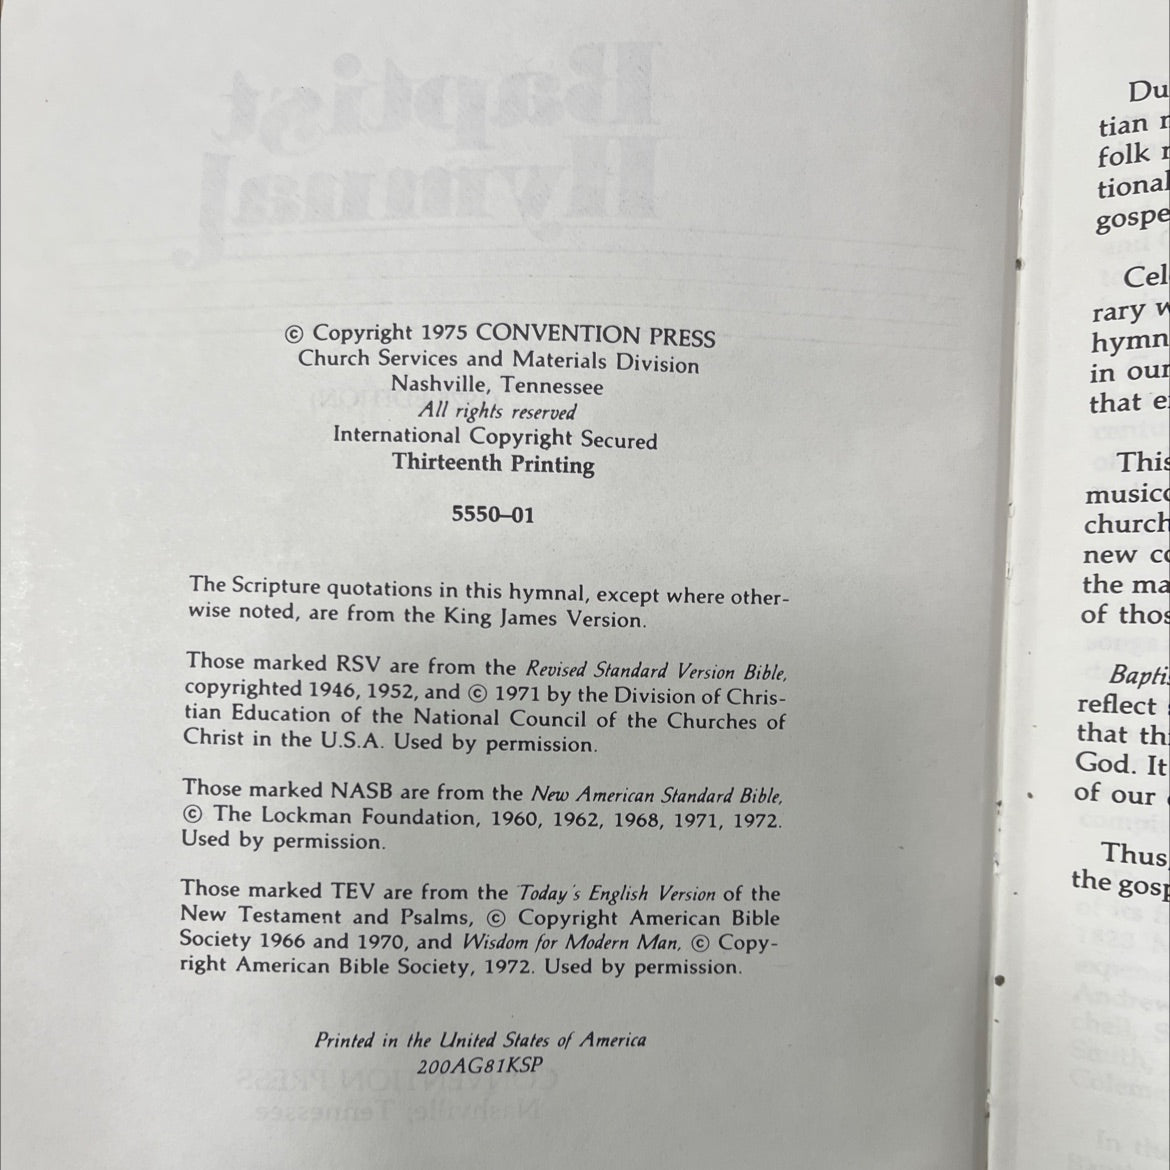 © Copyright 1975 CONVENTION PRESS
Church Services and Materials Division
Nashville, Tennessee
All rights reserved
International Copyright Secured
Thirteenth Printing
5550–01
The Scripture quotations in this hymnal, except where other-
wise noted, are from the King James Version.
Those marked RSV are from the Revised Standard Version Bible,
copyrighted 1946, 1952, and © 1971 by the Division of Chris-
tian Education of the National Council of the Churches of
Christ in the U.S.A. Used by permission.
Those marked NASB are from the New American Standard Bible,
© The Lockman Foundation, 1960, 1962, 1968, 1971, 1972.
Used by permission.
Those marked TEV are from the Today's English Version of the
New Testament and Psalms, © Copyright American Bible
Society 1966 and 1970, and Wisdom for Modern Man, © Copy-
right American Bible Society, 1972. Used by permission.
Printed in the United States of America
200AG81KSP
Du
tian
folk
tional
gospe
Cel
rary
hymn
in our
that
This
musico
church
new
the ma
of thos
Baptis
reflect
that
God. It
of our
Thus,
the gosp